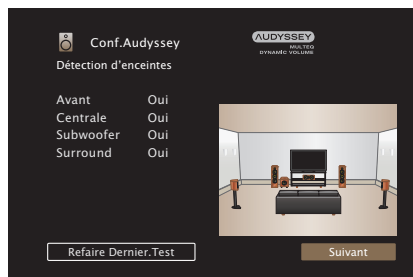 Conf.Audyssey
AUDYSSEY
MULTEQ
DYNAMIC VOLUME
Détection d'enceintes
Avant Oui
Centrale Oui
Subwoofer Oui
Surround Oui
Refaire Dernier.Test
Suivant